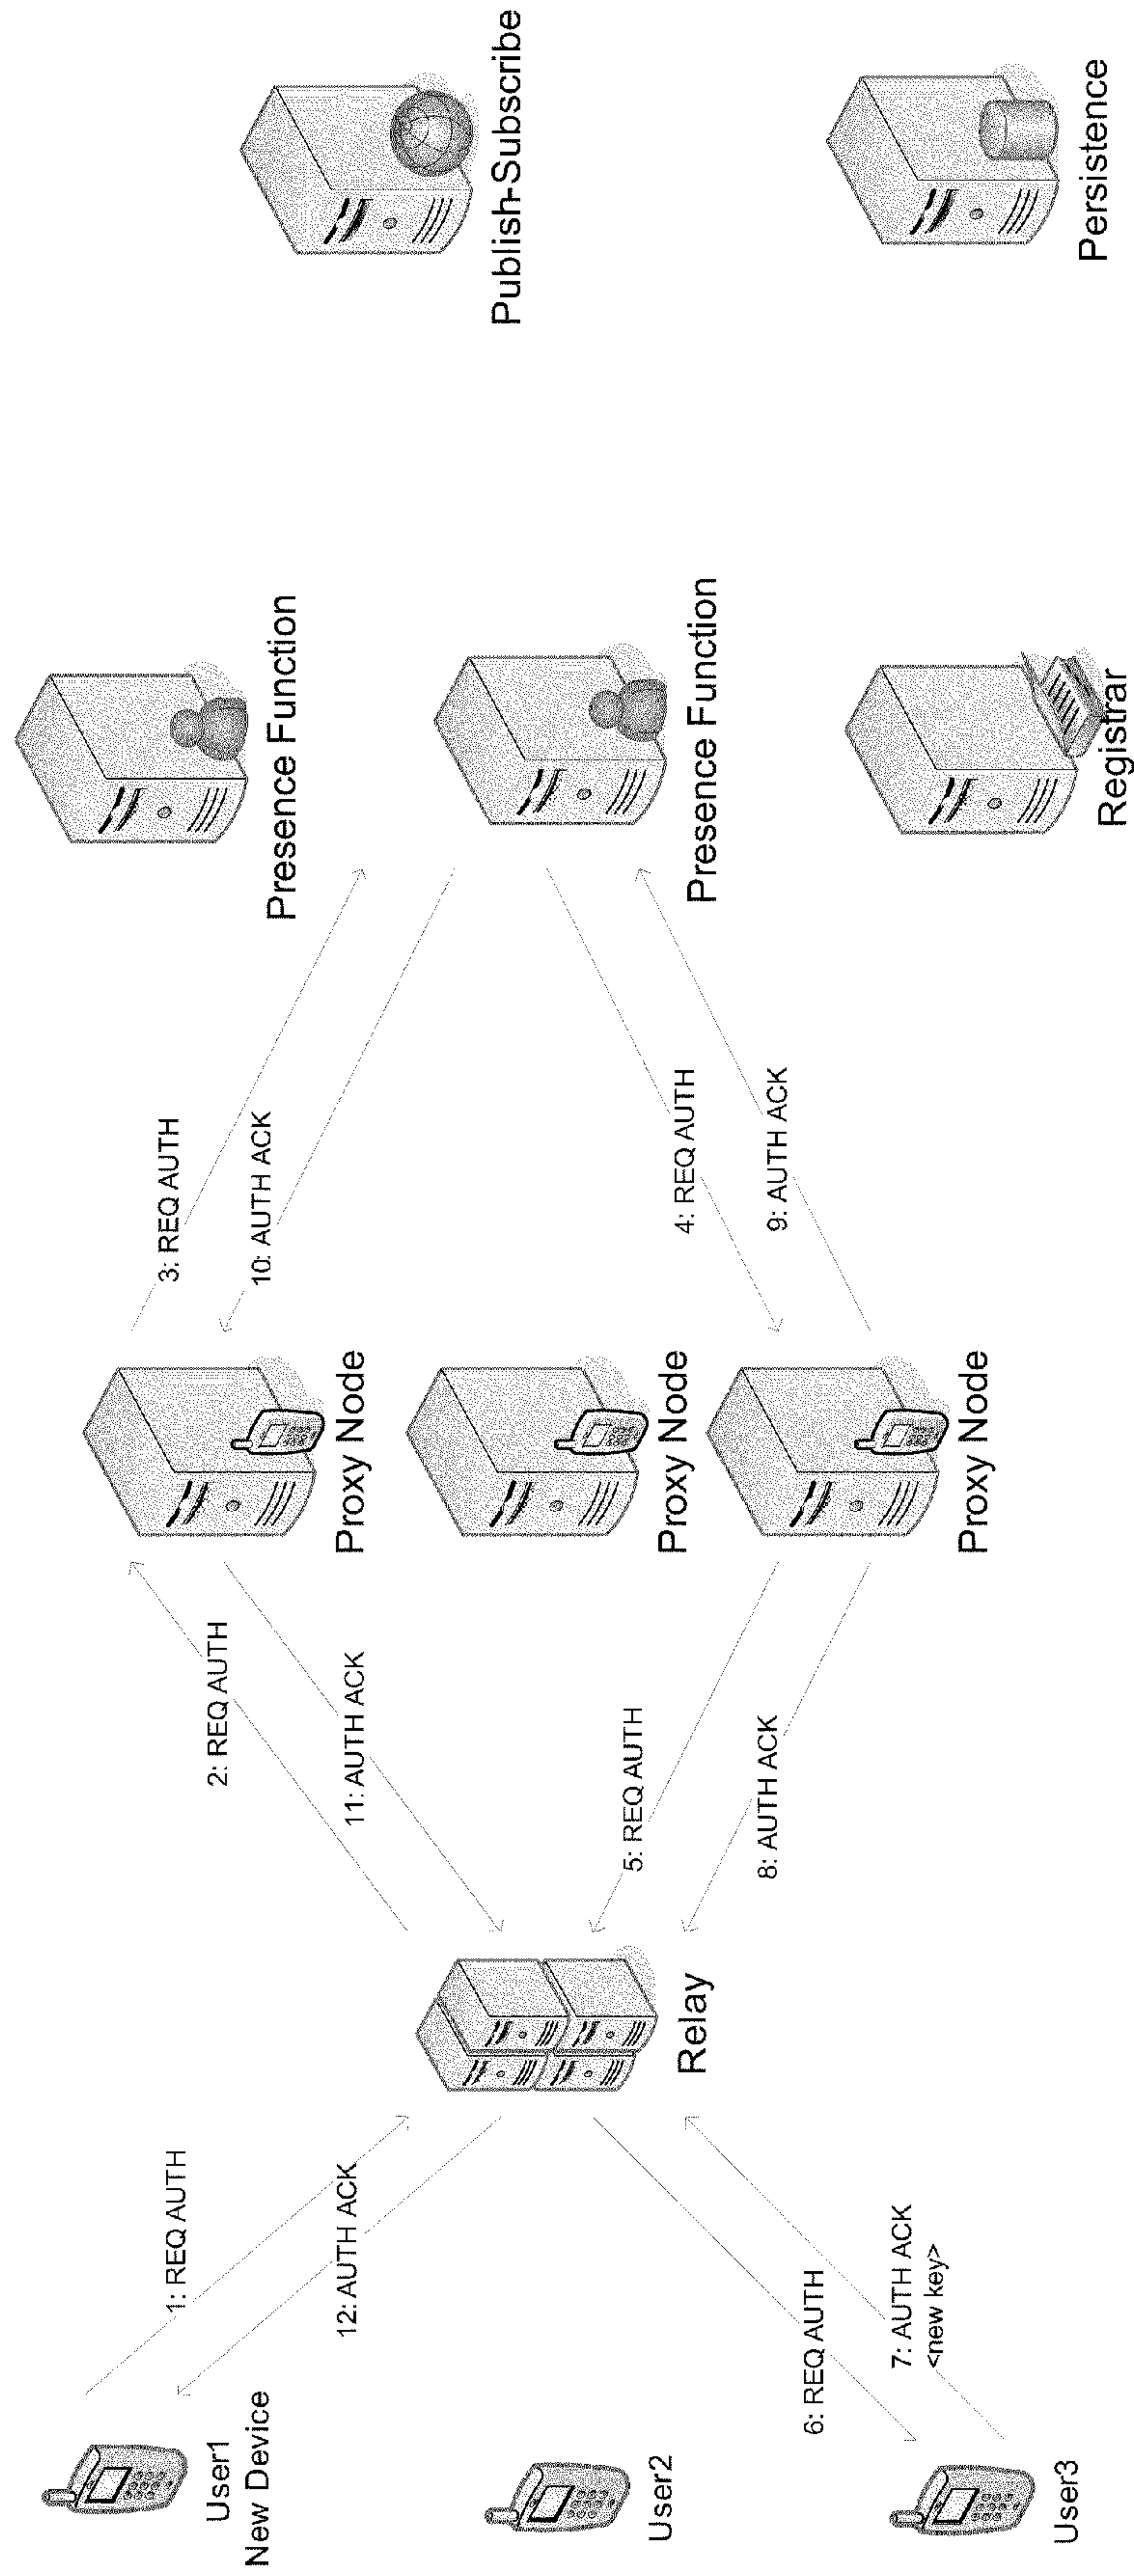 User1
New Device
User2
User3
1: REQ AUTH
12: AUTH ACK
6: REQ AUTH
7: AUTH ACK
<new key>
Relay
2: REQ AUTH
11: AUTH ACK
5: REQ AUTH
8: AUTH ACK
Proxy Node
Proxy Node
Proxy Node
3: REQ AUTH
10: AUTH ACK
4: REQ AUTH
9: AUTH ACK
Presence Function
Presence Function
Registrar
Publish-Subscribe
Persistence